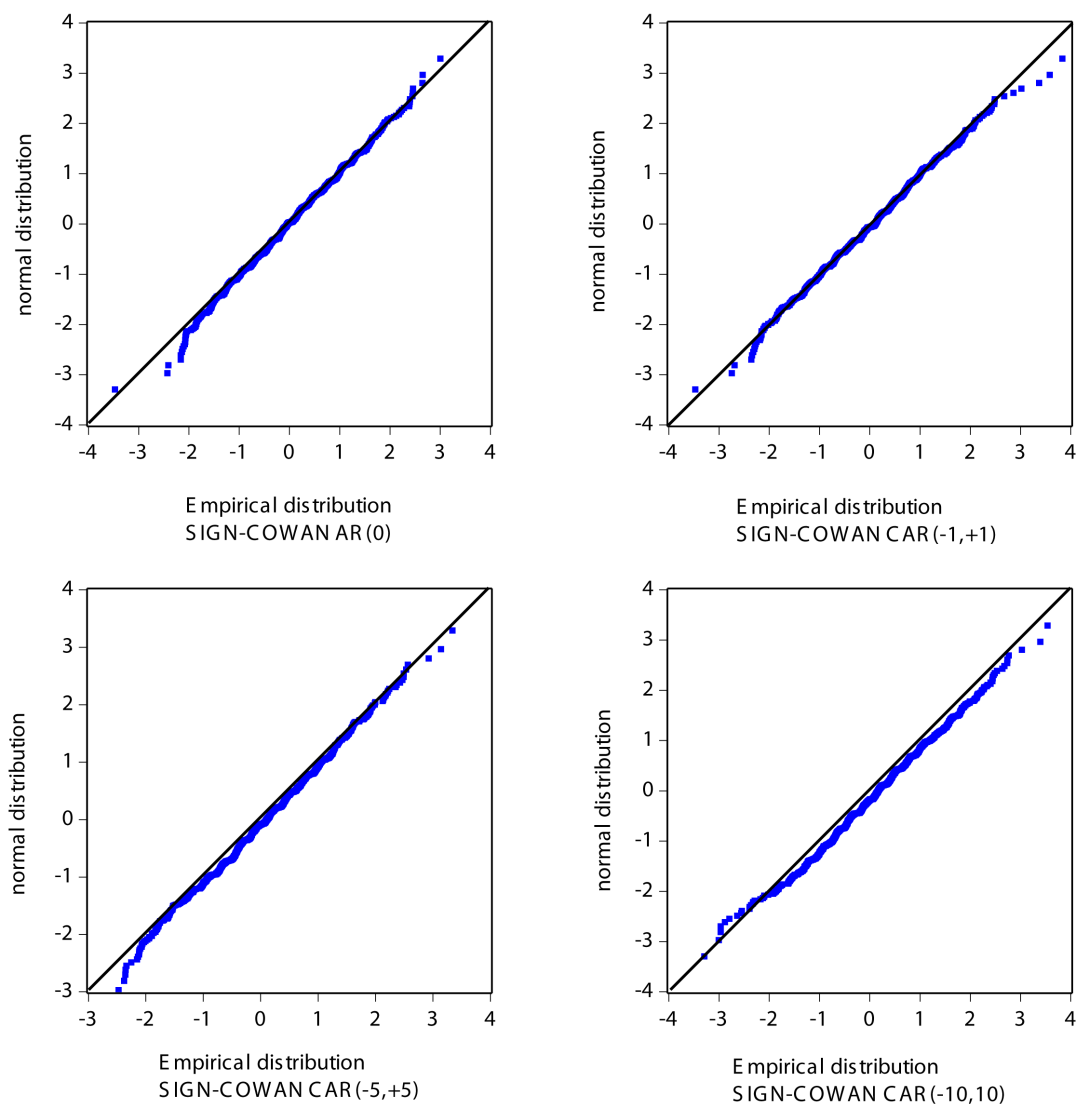 4
3
2
1
0
-1
-2
-3
-4
normal distribution
-4 -3 -2 -1 0 1 2 3 4
Empirical distribution
SIGN-COWAN AR(0)
4
3
2
1
0
-1
-2
-3
-4
normal distribution
-4 -3 -2 -1 0 1 2 3 4
Empirical distribution
SIGN-COWAN CAR(-1,+1)
4
3
2
1
0
-1
-2
-3
normal distribution
-3 -2 -1 0 1 2 3 4
Empirical distribution
SIGN-COWAN CAR(-5,+5)
4
3
2
1
0
-1
-2
-3
-4
normal distribution
-4 -3 -2 -1 0 1 2 3 4
Empirical distribution
SIGN-COWAN CAR(-10,10)